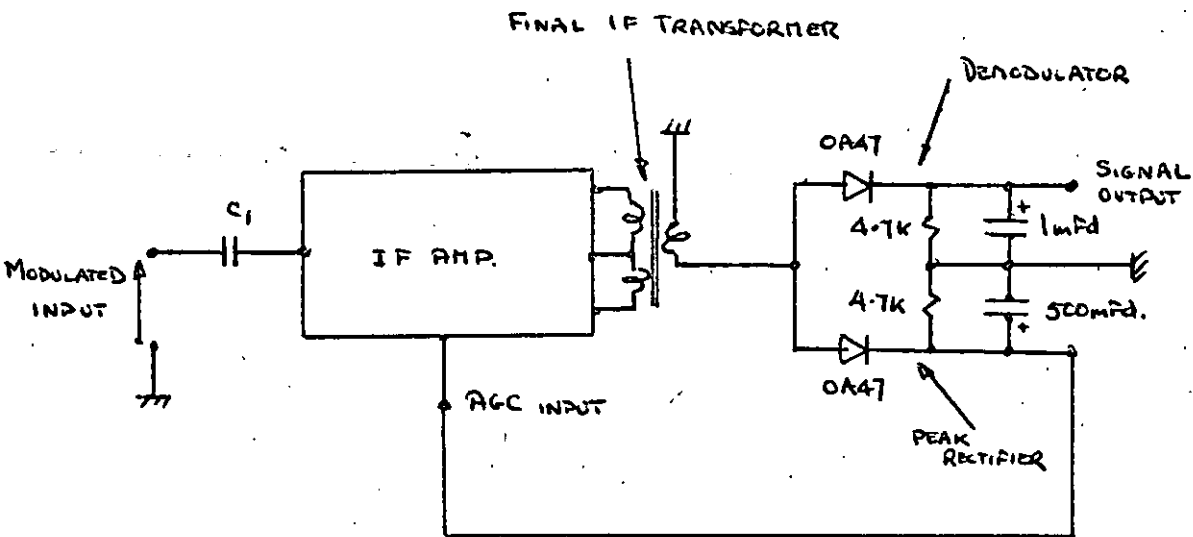 FINAL IF TRANSFORMER
DEMODULATOR
OA47
SIGNAL
OUTPUT
C1
4.7K
1mFd
+
IF AMP.
MODULATED
INPUT
4.7K
500mFd.
+
OA47
AGC INPUT
PEAK
RECTIFIER